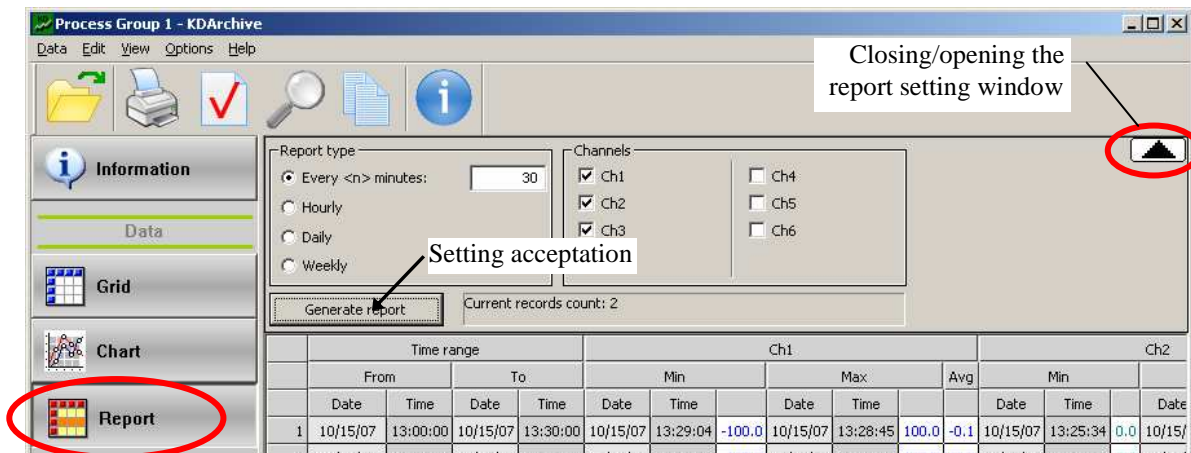 Process Group 1 - KDArchive
Data Edit View Options Help
Closing/opening the
report setting window
Information
Data
Grid
Chart
Report
Report type
Every <n> minutes: 30
Hourly
Daily
Weekly
Channels
Ch1 Ch4
Ch2 Ch5
Ch3 Ch6
Setting acceptation
Generate report
Current records count: 2
Time range Ch1 Ch2
From To Min Max Avg Min
Date Time Date Time Date Time Date Time Date Time Date
1 10/15/07 13:00:00 10/15/07 13:30:00 10/15/07 13:29:04 -100.0 10/15/07 13:28:45 100.0 -0.1 10/15/07 13:25:34 0.0 10/15/